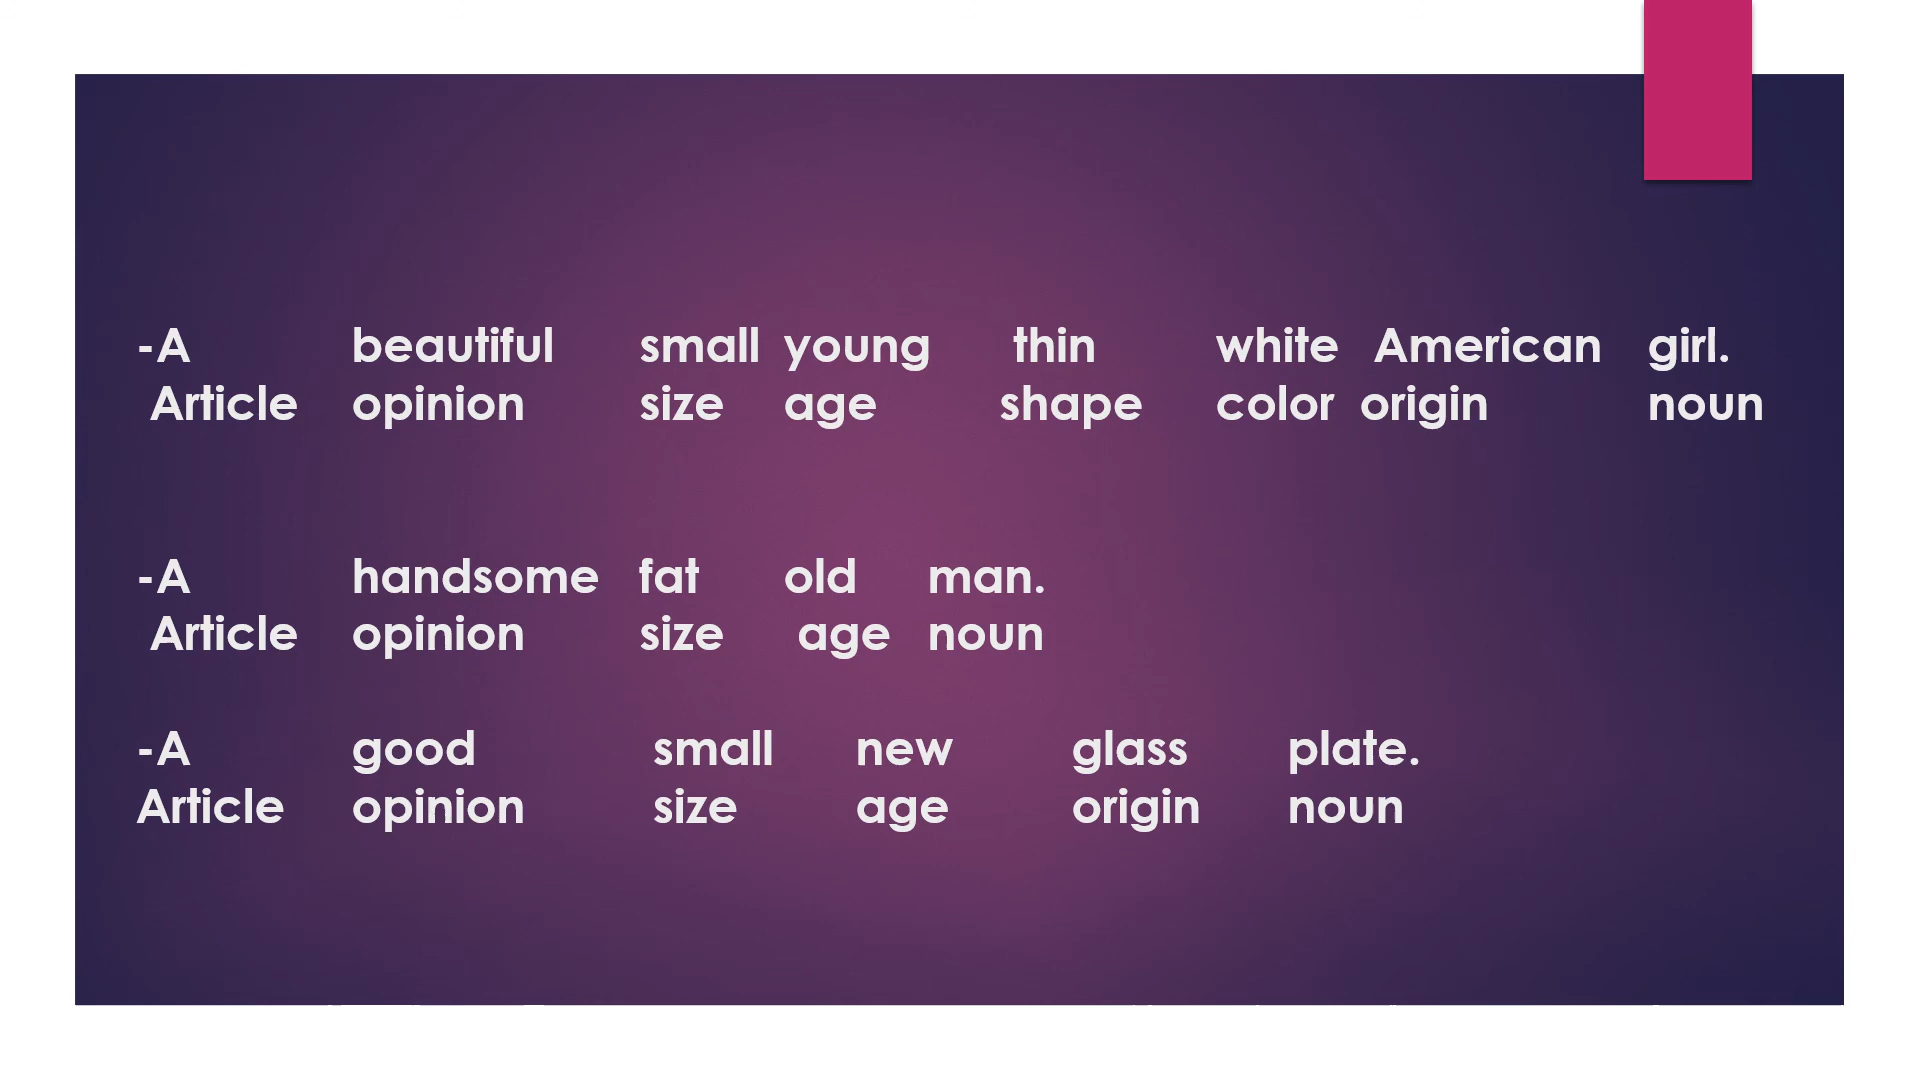 -A beautiful small young thin white American girl.
Article opinion size age shape color origin noun
-A handsome fat old man.
Article opinion size age noun
-A good small new glass plate.
Article opinion size age origin noun